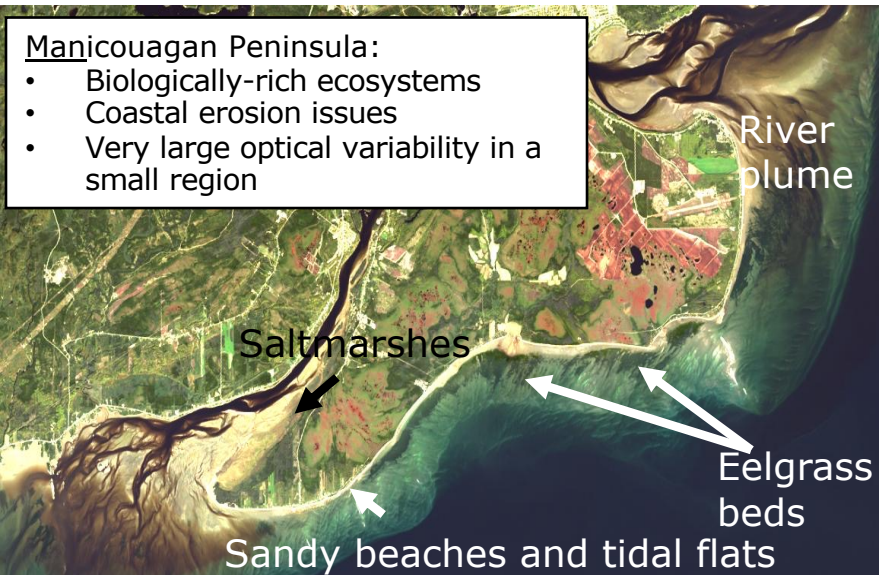 Manicouagan Peninsula:
• Biologically-rich ecosystems
• Coastal erosion issues
• Very large optical variability in a
small region
River
plume
Saltmarshes
Eelgrass
beds
Sandy beaches and tidal flats